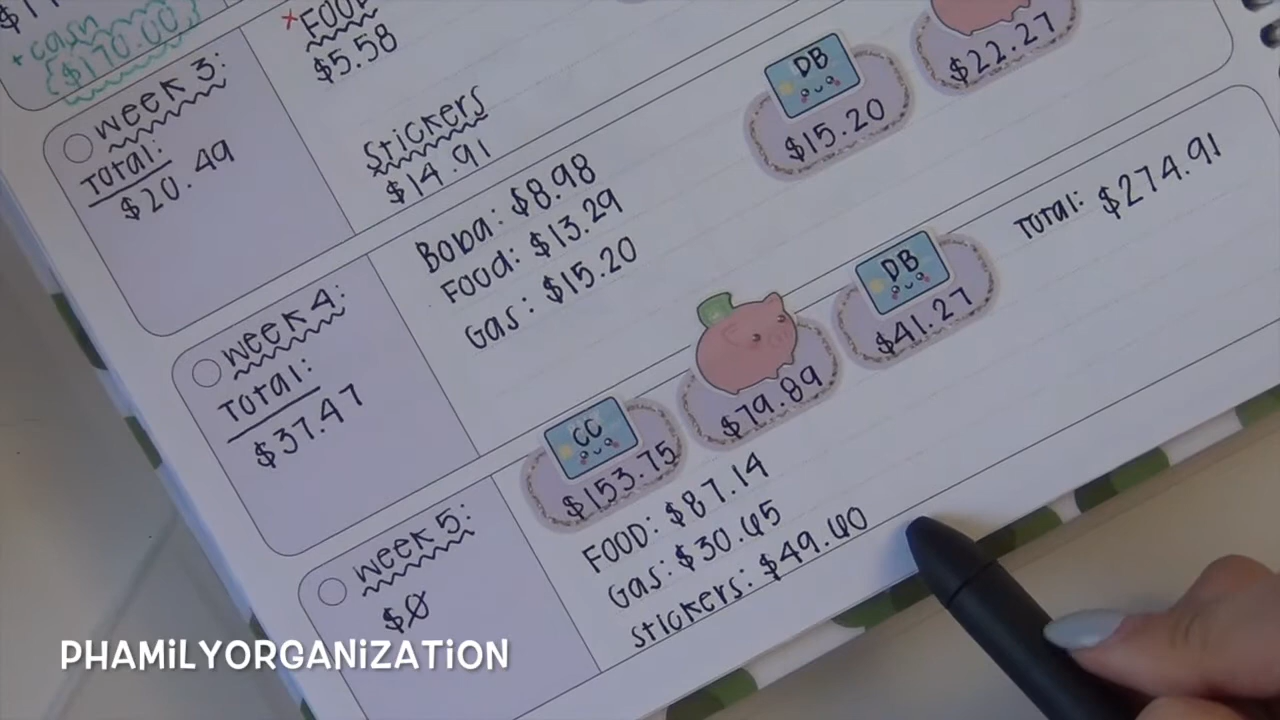 + cash
$170.00
FOOD
$5.58
Week 3:
Total:
$20.49
Stickers
$14.91
DB
$15.20
$22.27
Week 4:
Total:
$37.47
Boba: $8.98
Food: $13.29
Gas: $15.20
Total: $274.91
CC
$153.75
$79.89
DB
$41.27
Week 5:
$0
FOOD: $87.14
Gas: $30.65
Stickers: $49.60
PHAMiLYORGANiZATiON